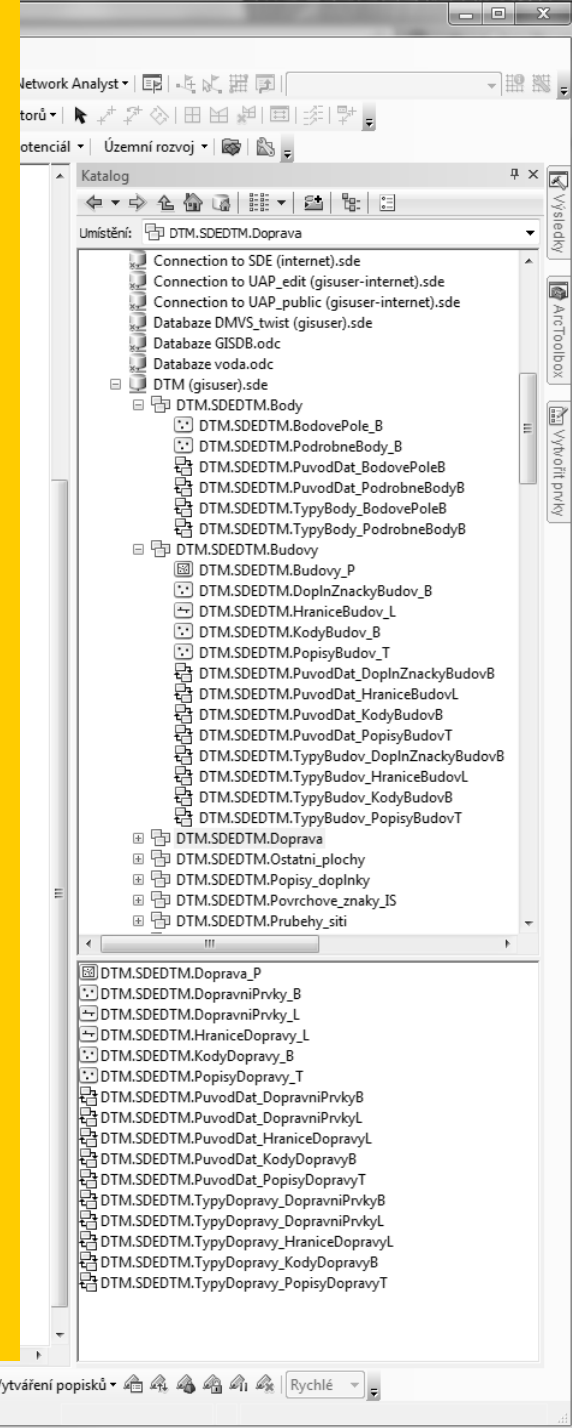 Network Analyst
torů
otenciál Územní rozvoj
Katalog
Umístění: DTM.SDEDTM.Doprava
Connection to SDE (internet).sde
Connection to UAP_edit (gisuser-internet).sde
Connection to UAP_public (gisuser-internet).sde
Databaze DMVS_twist (gisuser).sde
Databaze GISDB.odc
Databaze voda.odc
DTM (gisuser).sde
DTM.SDEDTM.Body
DTM.SDEDTM.BodovePole_B
DTM.SDEDTM.PodrobneBody_B
DTM.SDEDTM.PuvodDat_BodovePoleB
DTM.SDEDTM.PuvodDat_PodrobneBodyB
DTM.SDEDTM.TypyBody_BodovePoleB
DTM.SDEDTM.TypyBody_PodrobneBodyB
DTM.SDEDTM.Budovy
DTM.SDEDTM.Budovy_P
DTM.SDEDTM.DoplnZnackyBudov_B
DTM.SDEDTM.HraniceBudov_L
DTM.SDEDTM.KodyBudov_B
DTM.SDEDTM.PopisyBudov_T
DTM.SDEDTM.PuvodDat_DoplnZnackyBudovB
DTM.SDEDTM.PuvodDat_HraniceBudovL
DTM.SDEDTM.PuvodDat_KodyBudovB
DTM.SDEDTM.PuvodDat_PopisyBudovT
DTM.SDEDTM.TypyBudov_DoplnZnackyBudovB
DTM.SDEDTM.TypyBudov_HraniceBudovL
DTM.SDEDTM.TypyBudov_KodyBudovB
DTM.SDEDTM.TypyBudov_PopisyBudovT
DTM.SDEDTM.Doprava
DTM.SDEDTM.Ostatni_plochy
DTM.SDEDTM.Popisy_doplnky
DTM.SDEDTM.Povrchove_znaky_IS
DTM.SDEDTM.Prubehy_siti
DTM.SDEDTM.Doprava_P
DTM.SDEDTM.DopravniPrvky_B
DTM.SDEDTM.DopravniPrvky_L
DTM.SDEDTM.HraniceDopravy_L
DTM.SDEDTM.KodyDopravy_B
DTM.SDEDTM.PopisyDopravy_T
DTM.SDEDTM.PuvodDat_DopravniPrvkyB
DTM.SDEDTM.PuvodDat_DopravniPrvkyL
DTM.SDEDTM.PuvodDat_HraniceDopravyL
DTM.SDEDTM.PuvodDat_KodyDopravyB
DTM.SDEDTM.PuvodDat_PopisyDopravyT
DTM.SDEDTM.TypyDopravy_DopravniPrvkyB
DTM.SDEDTM.TypyDopravy_DopravniPrvkyL
DTM.SDEDTM.TypyDopravy_HraniceDopravyL
DTM.SDEDTM.TypyDopravy_KodyDopravyB
DTM.SDEDTM.TypyDopravy_PopisyDopravyT
Výsledky
ArcToolbox
Vytvořit prvky
Vytváření popisků Rychlé